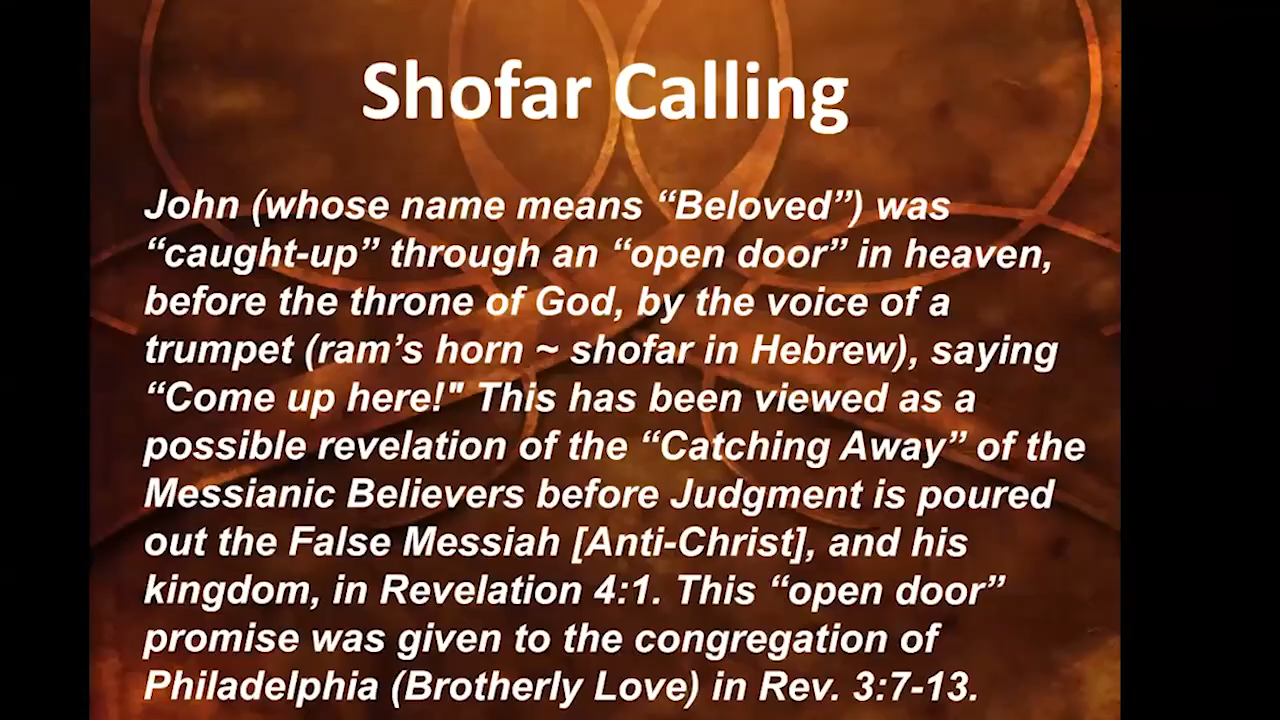 Shofar Calling
John (whose name means “Beloved”) was
“caught-up” through an “open door” in heaven,
before the throne of God, by the voice of a
trumpet (ram’s horn ~ shofar in Hebrew), saying
“Come up here!" This has been viewed as a
possible revelation of the “Catching Away” of the
Messianic Believers before Judgment is poured
out the False Messiah [Anti-Christ], and his
kingdom, in Revelation 4:1. This “open door”
promise was given to the congregation of
Philadelphia (Brotherly Love) in Rev. 3:7-13.